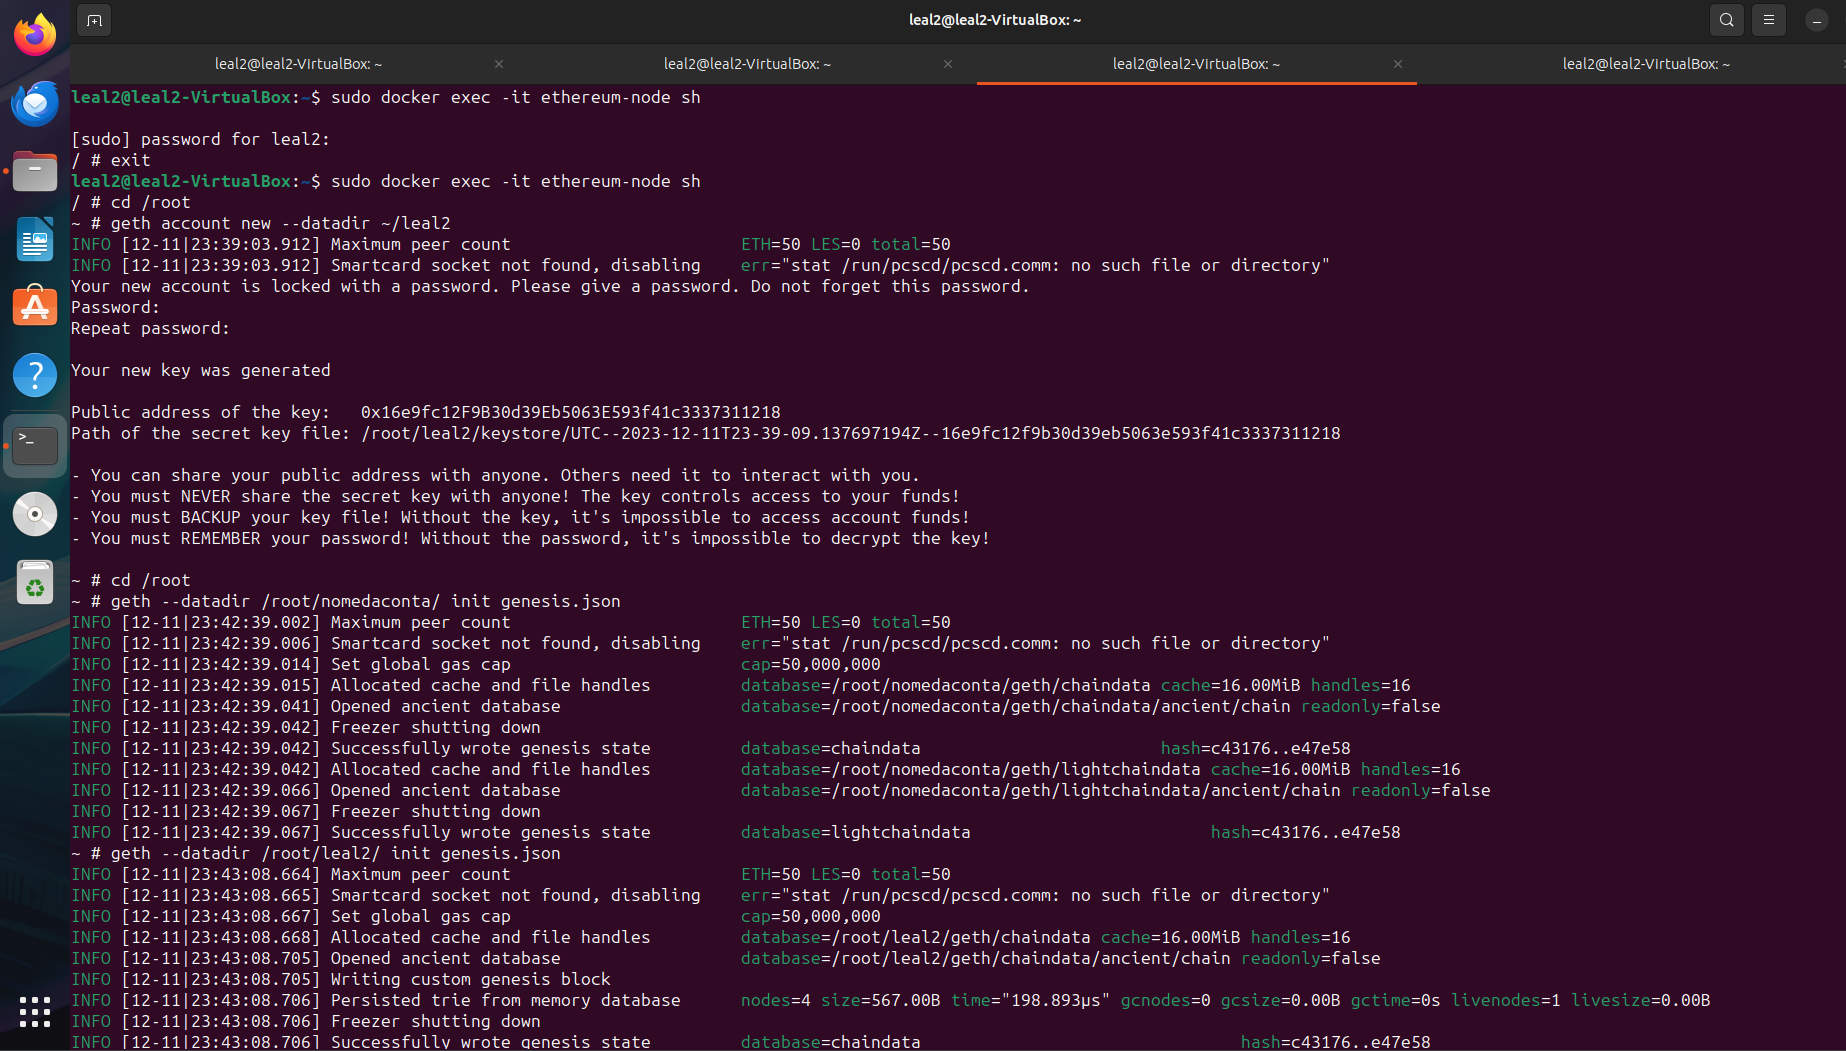 leal2@leal2-VirtualBox: ~
leal2@leal2-VirtualBox: ~ × leal2@leal2-VirtualBox: ~ × leal2@leal2-VirtualBox: ~ × leal2@leal2-VirtualBox: ~
leal2@leal2-VirtualBox:~$ sudo docker exec -it ethereum-node sh
[sudo] password for leal2:
/ # exit
leal2@leal2-VirtualBox:~$ sudo docker exec -it ethereum-node sh
/ # cd /root
~ # geth account new --datadir ~/leal2
INFO [12-11|23:39:03.912] Maximum peer count ETH=50 LES=0 total=50
INFO [12-11|23:39:03.912] Smartcard socket not found, disabling err="stat /run/pcscd/pcscd.comm: no such file or directory"
Your new account is locked with a password. Please give a password. Do not forget this password.
Password:
Repeat password:
Your new key was generated
Public address of the key: 0x16e9fc12F9B30d39Eb5063E593f41c3337311218
Path of the secret key file: /root/leal2/keystore/UTC--2023-12-11T23-39-09.137697194Z--16e9fc12f9b30d39eb5063e593f41c3337311218
- You can share your public address with anyone. Others need it to interact with you.
- You must NEVER share the secret key with anyone! The key controls access to your funds!
- You must BACKUP your key file! Without the key, it's impossible to access account funds!
- You must REMEMBER your password! Without the password, it's impossible to decrypt the key!
~ # cd /root
~ # geth --datadir /root/nomedaconta/ init genesis.json
INFO [12-11|23:42:39.002] Maximum peer count ETH=50 LES=0 total=50
INFO [12-11|23:42:39.006] Smartcard socket not found, disabling err="stat /run/pcscd/pcscd.comm: no such file or directory"
INFO [12-11|23:42:39.014] Set global gas cap cap=50,000,000
INFO [12-11|23:42:39.015] Allocated cache and file handles database=/root/nomedaconta/geth/chaindata cache=16.00MiB handles=16
INFO [12-11|23:42:39.041] Opened ancient database database=/root/nomedaconta/geth/chaindata/ancient/chain readonly=false
INFO [12-11|23:42:39.042] Freezer shutting down
INFO [12-11|23:42:39.042] Successfully wrote genesis state database=chaindata hash=c43176..e47e58
INFO [12-11|23:42:39.042] Allocated cache and file handles database=/root/nomedaconta/geth/lightchaindata cache=16.00MiB handles=16
INFO [12-11|23:42:39.066] Opened ancient database database=/root/nomedaconta/geth/lightchaindata/ancient/chain readonly=false
INFO [12-11|23:42:39.067] Freezer shutting down
INFO [12-11|23:42:39.067] Successfully wrote genesis state database=lightchaindata hash=c43176..e47e58
~ # geth --datadir /root/leal2/ init genesis.json
INFO [12-11|23:43:08.664] Maximum peer count ETH=50 LES=0 total=50
INFO [12-11|23:43:08.665] Smartcard socket not found, disabling err="stat /run/pcscd/pcscd.comm: no such file or directory"
INFO [12-11|23:43:08.667] Set global gas cap cap=50,000,000
INFO [12-11|23:43:08.668] Allocated cache and file handles database=/root/leal2/geth/chaindata cache=16.00MiB handles=16
INFO [12-11|23:43:08.705] Opened ancient database database=/root/leal2/geth/chaindata/ancient/chain readonly=false
INFO [12-11|23:43:08.705] Writing custom genesis block
INFO [12-11|23:43:08.706] Persisted trie from memory database nodes=4 size=567.00B time="198.893µs" gcnodes=0 gcsize=0.00B gctime=0s livenodes=1 livesize=0.00B
INFO [12-11|23:43:08.706] Freezer shutting down
INFO [12-11|23:43:08.706] Successfully wrote genesis state database=chaindata hash=c43176..e47e58